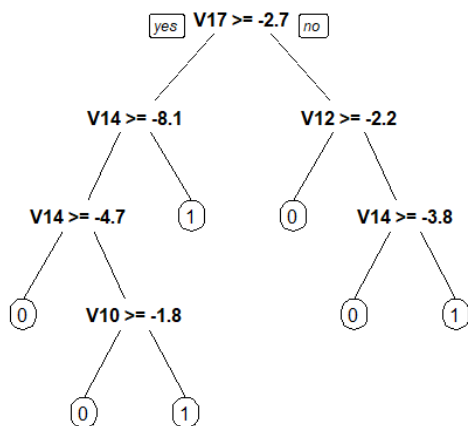 yes V17 >= -2.7 no
V14 >= -8.1 V12 >= -2.2
V14 >= -4.7 1 0 V14 >= -3.8
0 V10 >= -1.8 0 1
0 1